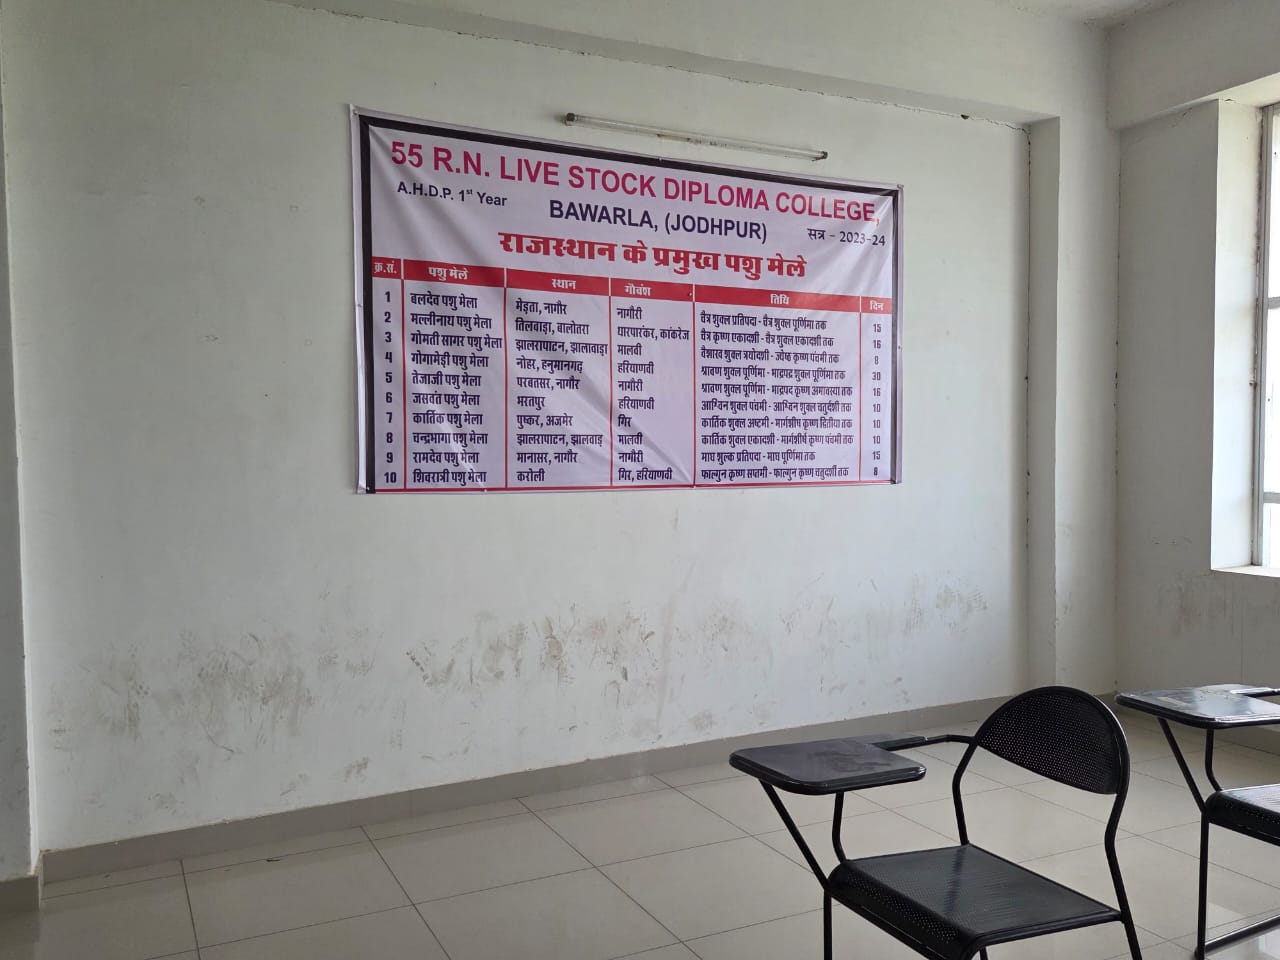 55 R.N. LIVE STOCK DIPLOMA COLLEGE,
A.H.D.P. 1st Year
BAWARLA, (JODHPUR)
सत्र - 2023-24
राजस्थान के प्रमुख पशु मेले
क्र.सं. पशु मेले स्थान गौवंश तिथि दिन
1 बलदेव पशु मेला मेड़ता, नागौर नागौरी चैत्र शुक्ल प्रतिपदा - चैत्र शुक्ल पूर्णिमा तक 15
2 मल्लीनाथ पशु मेला तिलवाड़ा, बालोतरा थारपारकर, कांकरेज चैत्र कृष्ण एकादशी - चैत्र शुक्ल एकादशी तक 16
3 गोमती सागर पशु मेला झालरापाटन, झालावाड़ा मालवी वैशाख शुक्ल त्रयोदशी - ज्येष्ठ कृष्ण पंचमी तक 8
4 गोगामेड़ी पशु मेला नोहर, हनुमानगढ़ हरियाणवी श्रावण शुक्ल पूर्णिमा - भाद्रपद शुक्ल पूर्णिमा तक 30
5 तेजाजी पशु मेला परबतसर, नागौर नागौरी श्रावण शुक्ल पूर्णिमा - भाद्रपद कृष्ण अमावस्या तक 16
6 जसवंत पशु मेला भरतपुर हरियाणवी आश्विन शुक्ल पंचमी - आश्विन शुक्ल चतुर्दशी तक 10
7 कार्तिक पशु मेला पुष्कर, अजमेर गिर कार्तिक शुक्ल अष्टमी - मार्गशीष कृष्ण द्वितीया तक 10
8 चन्द्रभागा पशु मेला झालरापाटन, झालवाड़ मालवी कार्तिक शुक्ल एकादशी - मार्गशीर्ष कृष्ण पंचमी तक 10
9 रामदेव पशु मेला मानासर, नागौर नागौरी माघ शुल्क प्रतिपदा - माघ पूर्णिमा तक 15
10 शिवरात्री पशु मेला करोली गिर, हरियाणवी फाल्गुन कृष्ण सप्तमी - फाल्गुन कृष्ण चतुदर्शी तक 8